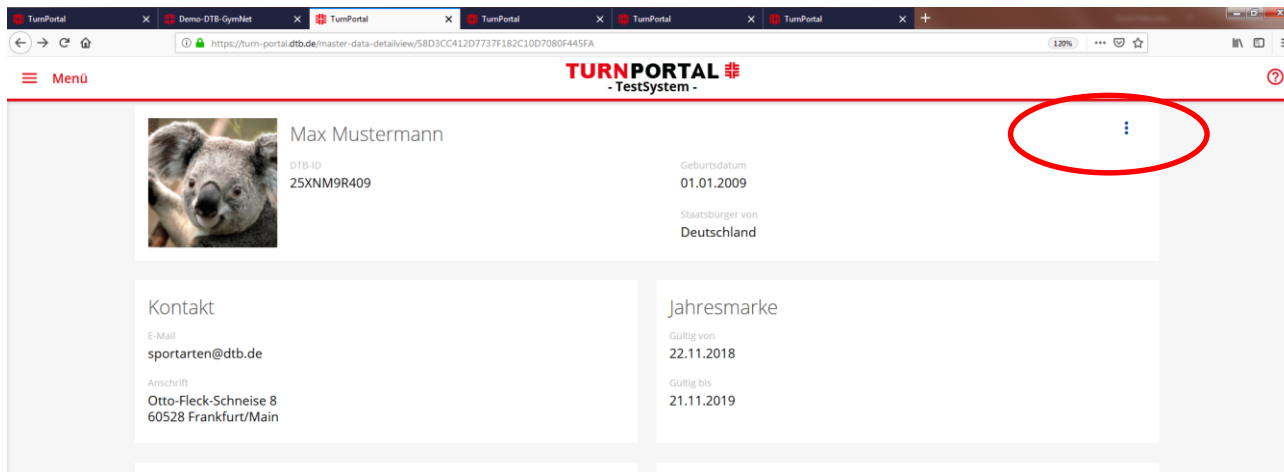 TurnPortal
Demo-DTB-GymNet
TurnPortal
TurnPortal
TurnPortal
TurnPortal
https://turn-portal.dtb.de/master-data-detailview/58D3CC412D7737F182C10D7080F445FA
120%
Menü
TURNPORTAL
- TestSystem -
Max Mustermann
DTB-ID
25XNM9R409
Geburtsdatum
01.01.2009
Staatsbürger von
Deutschland
Kontakt
E-Mail
sportarten@dtb.de
Anschrift
Otto-Fleck-Schneise 8
60528 Frankfurt/Main
Jahresmarke
Gültig von
22.11.2018
Gültig bis
21.11.2019